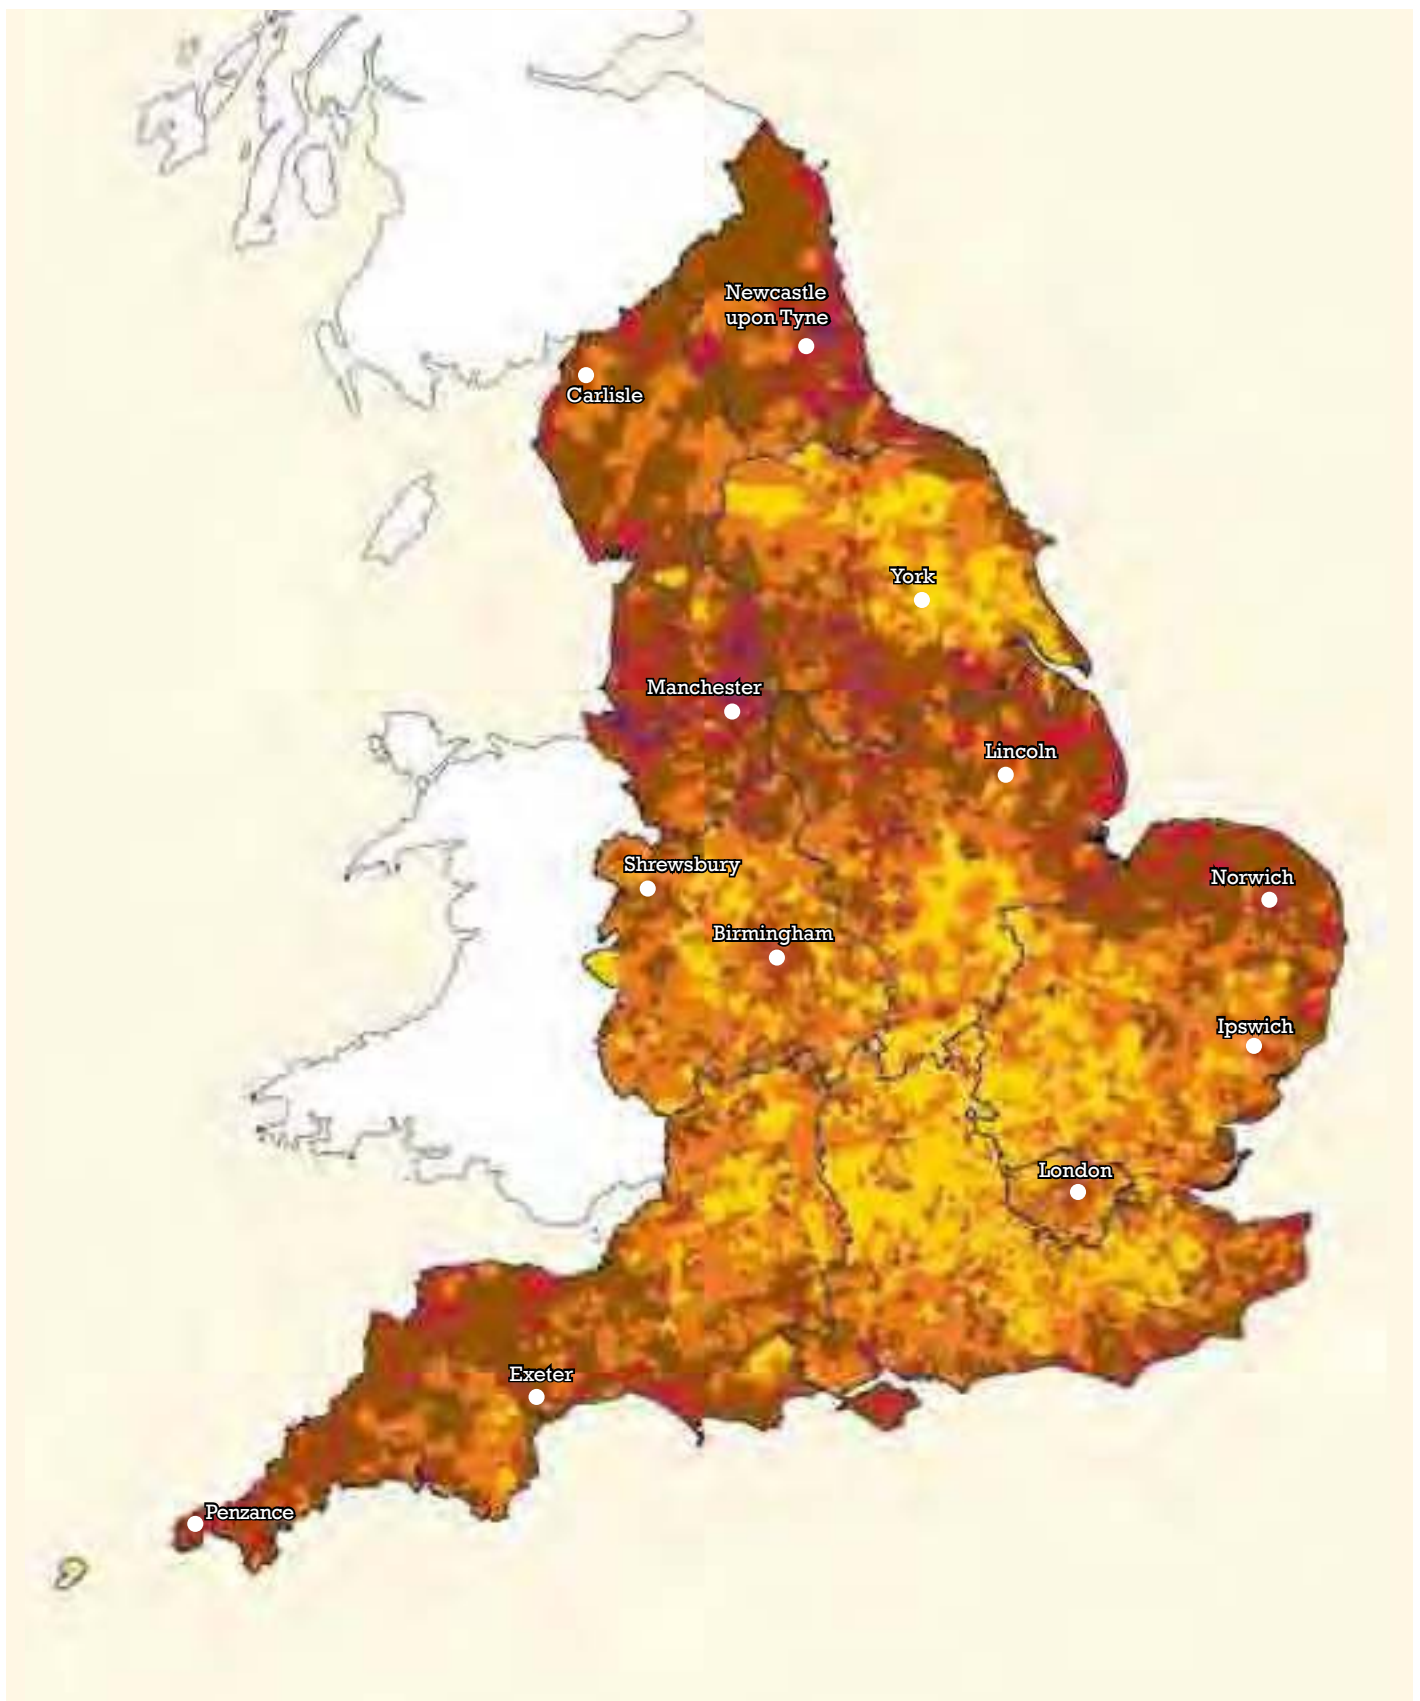 Newcastle
upon Tyne
Carlisle
York
Manchester
Lincoln
Shrewsbury
Norwich
Birmingham
Ipswich
London
Exeter
Penzance